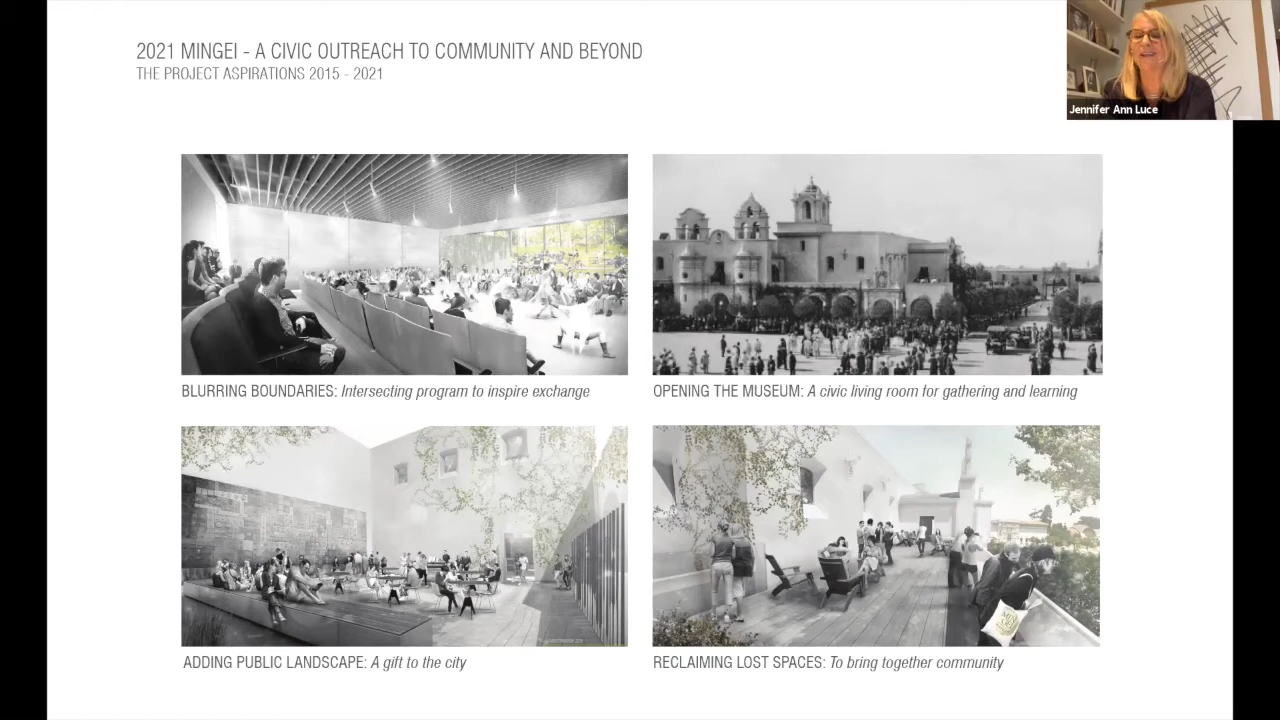 2021 MINGEI - A CIVIC OUTREACH TO COMMUNITY AND BEYOND
THE PROJECT ASPIRATIONS 2015 - 2021
Jennifer Ann Luce
BLURRING BOUNDARIES: Intersecting program to inspire exchange
OPENING THE MUSEUM: A civic living room for gathering and learning
ADDING PUBLIC LANDSCAPE: A gift to the city
RECLAIMING LOST SPACES: To bring together community